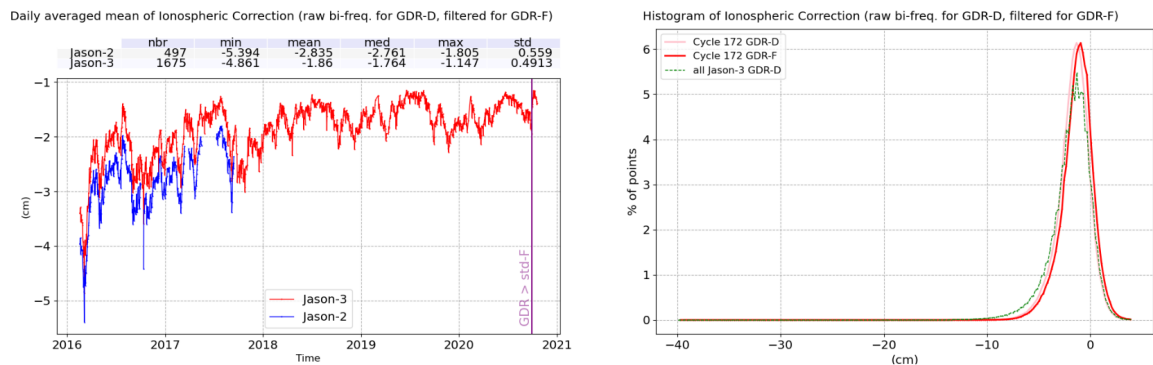 Daily averaged mean of Ionospheric Correction (raw bi-freq. for GDR-D, filtered for GDR-F)
nbr min mean med max std
Jason-2 497 -5.394 -2.835 -2.761 -1.805 0.559
Jason-3 1675 -4.861 -1.86 -1.764 -1.147 0.4913
−1
−2
−3
−4
−5
(cm)
GDR > std-F
Jason-3
Jason-2
2016 2017 2018 2019 2020 2021
Time
Histogram of Ionospheric Correction (raw bi-freq. for GDR-D, filtered for GDR-F)
Cycle 172 GDR-D
Cycle 172 GDR-F
all Jason-3 GDR-D
6
5
4
3
2
1
0
% of points
−40 −30 −20 −10 0
(cm)